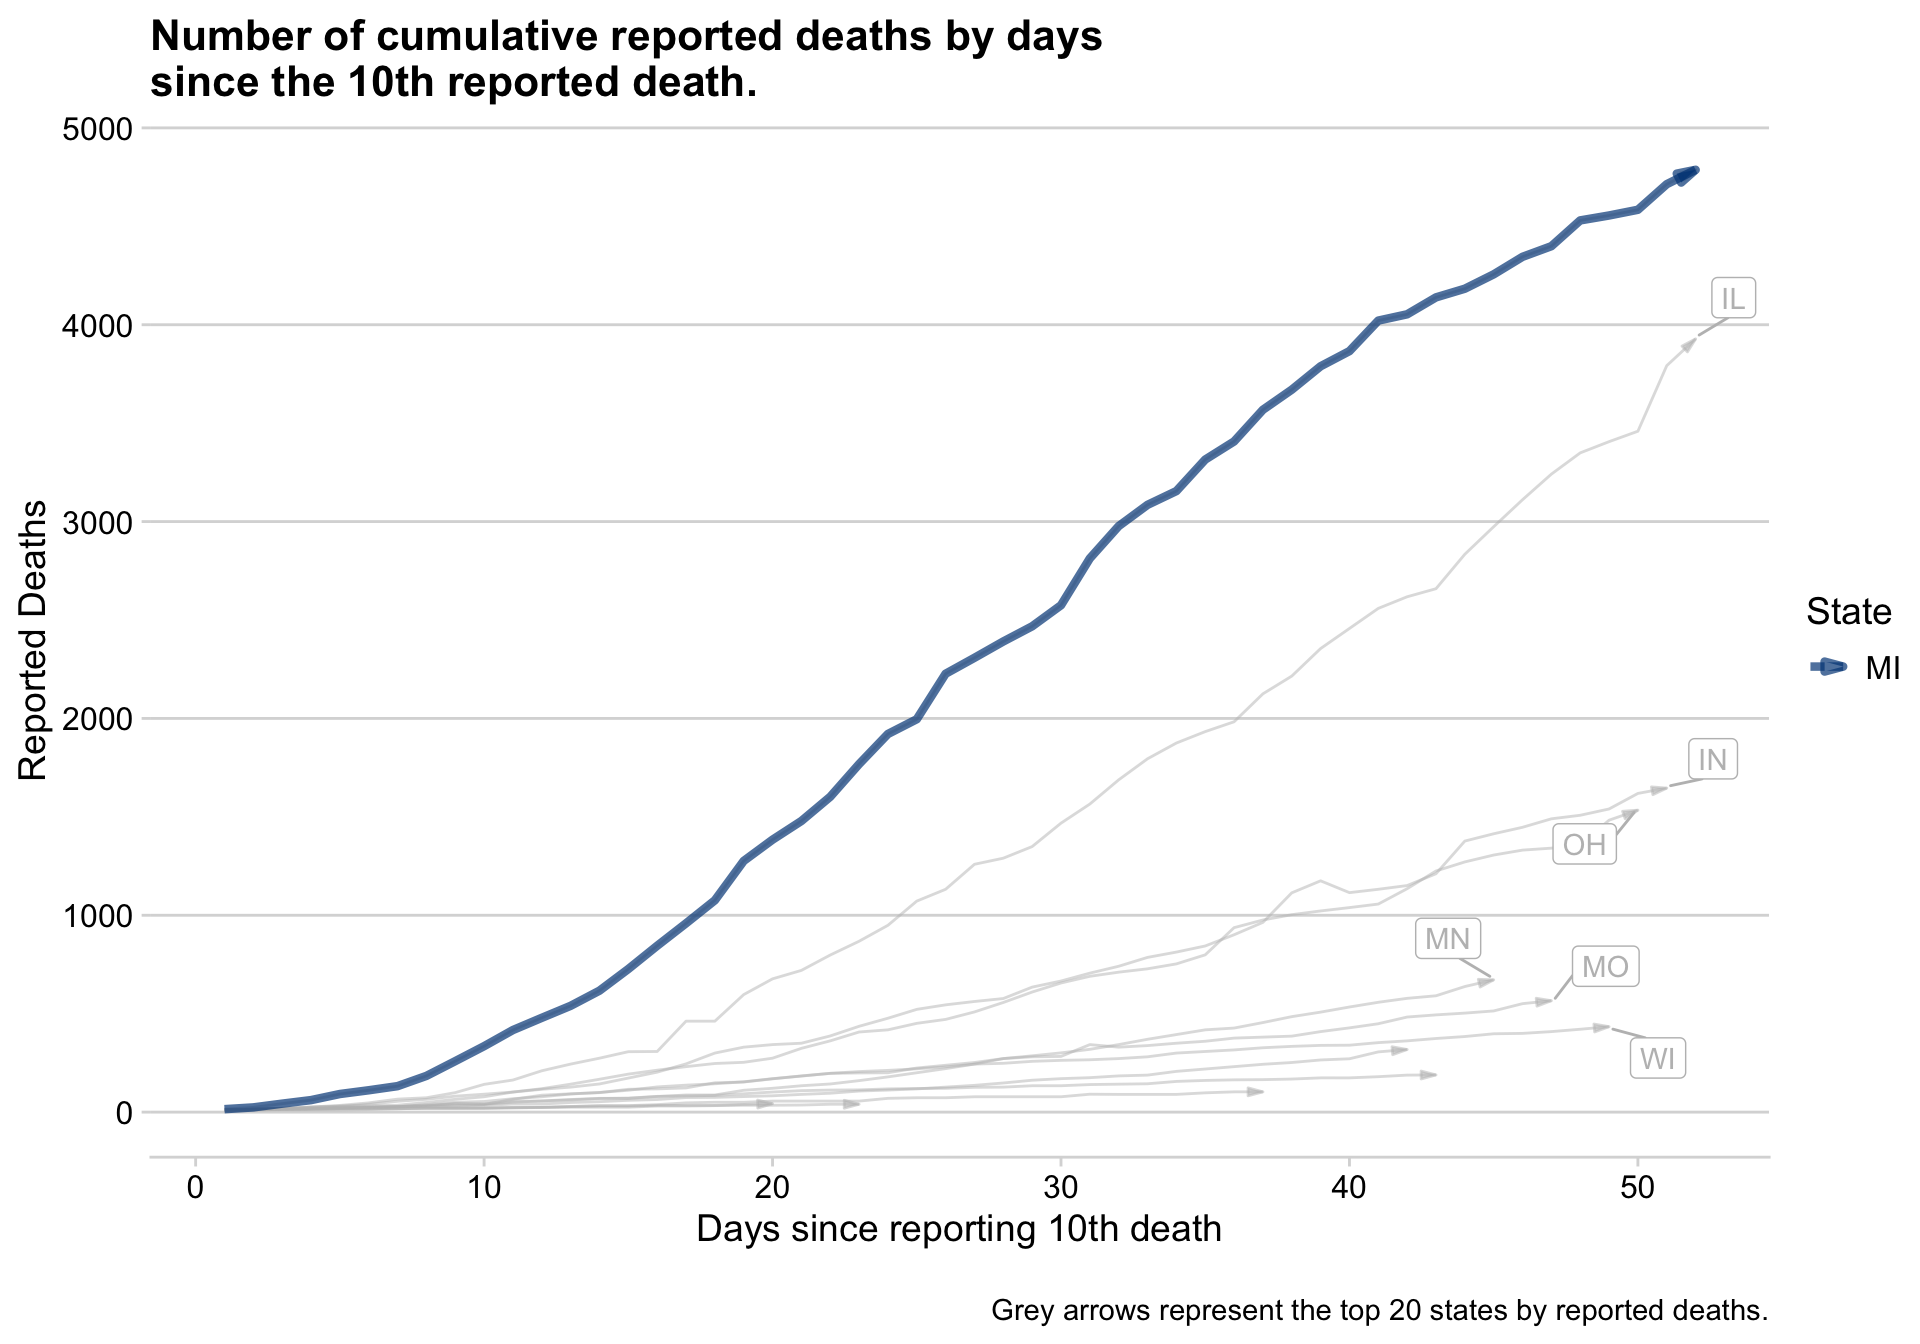 Number of cumulative reported deaths by days
since the 10th reported death.
5000
4000
3000
2000
1000
0
Reported Deaths
IL
IN
OH
MN
MO
WI
State
MI
0 10 20 30 40 50
Days since reporting 10th death
Grey arrows represent the top 20 states by reported deaths.